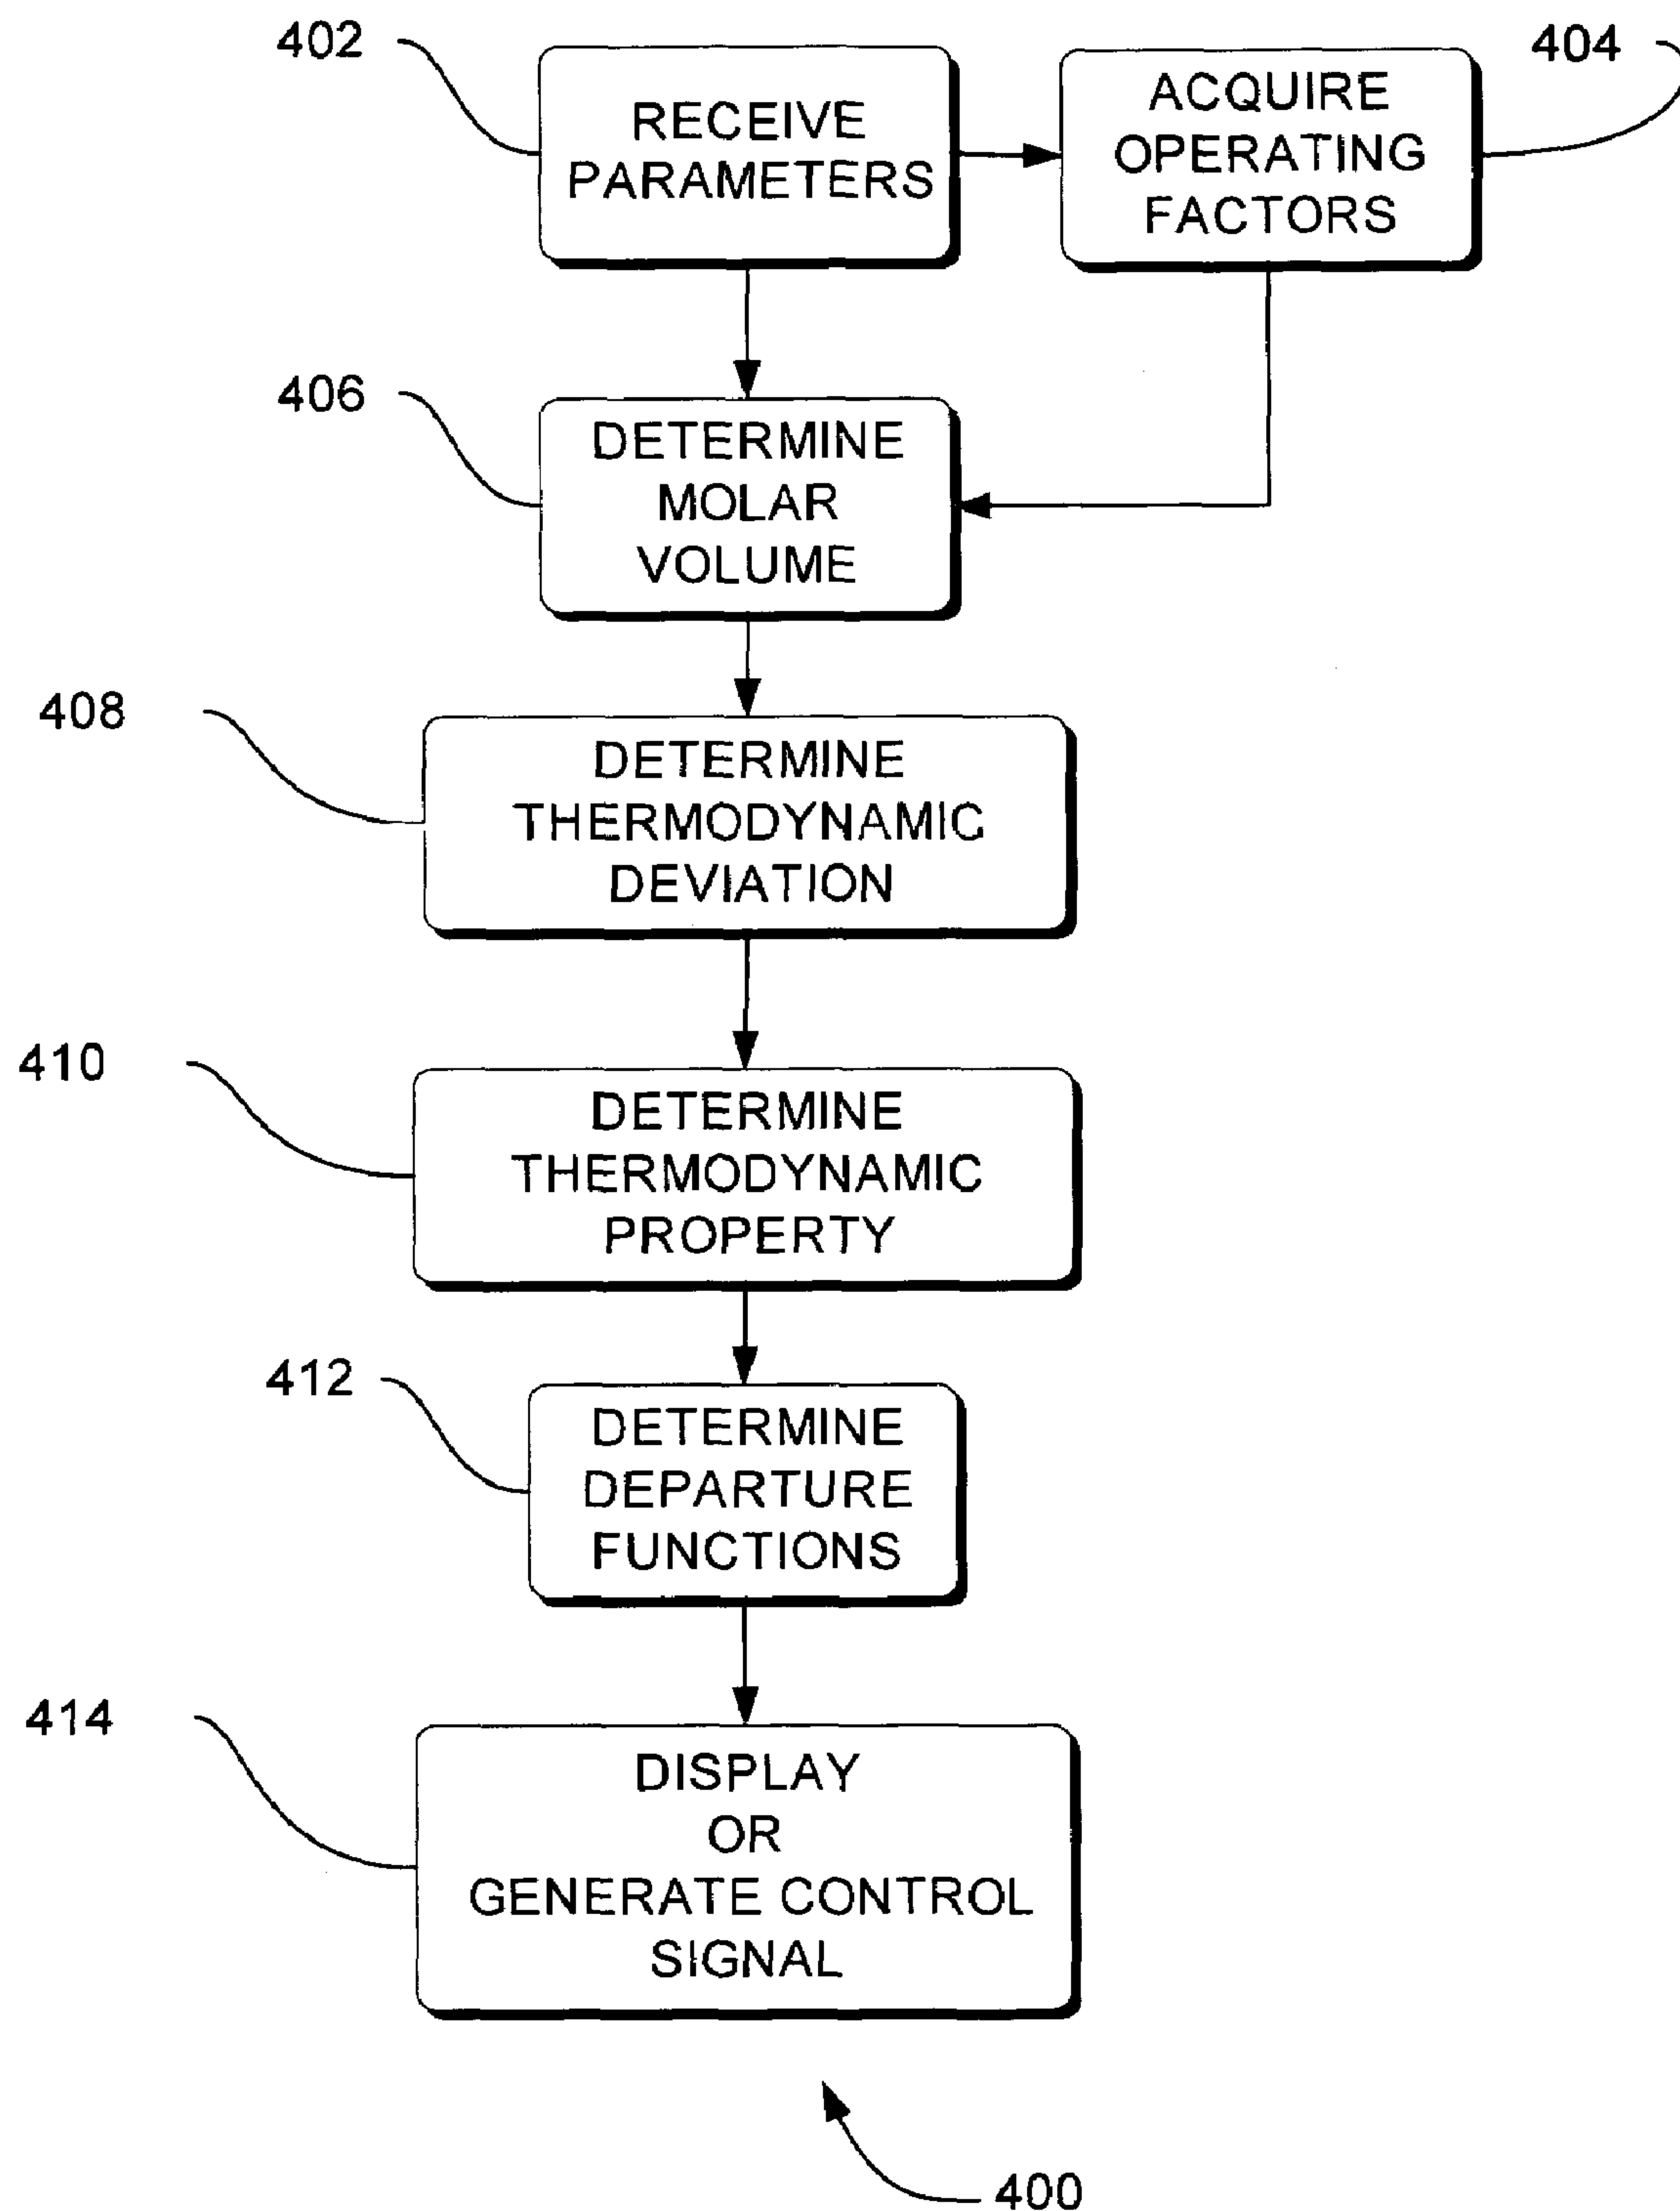 402
RECEIVE
PARAMETERS
404
ACQUIRE
OPERATING
FACTORS
406
DETERMINE
MOLAR
VOLUME
408
DETERMINE
THERMODYNAMIC
DEVIATION
410
DETERMINE
THERMODYNAMIC
PROPERTY
412
DETERMINE
DEPARTURE
FUNCTIONS
414
DISPLAY
OR
GENERATE CONTROL
SIGNAL
400